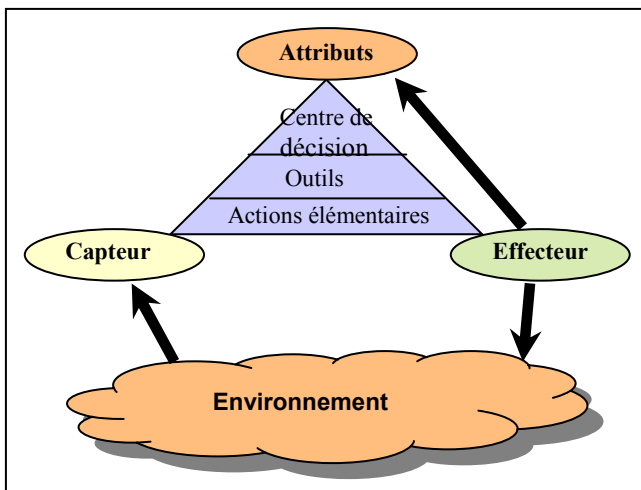 Attributs
Centre de
décision
Outils
Actions élémentaires
Capteur
Effecteur
Environnement